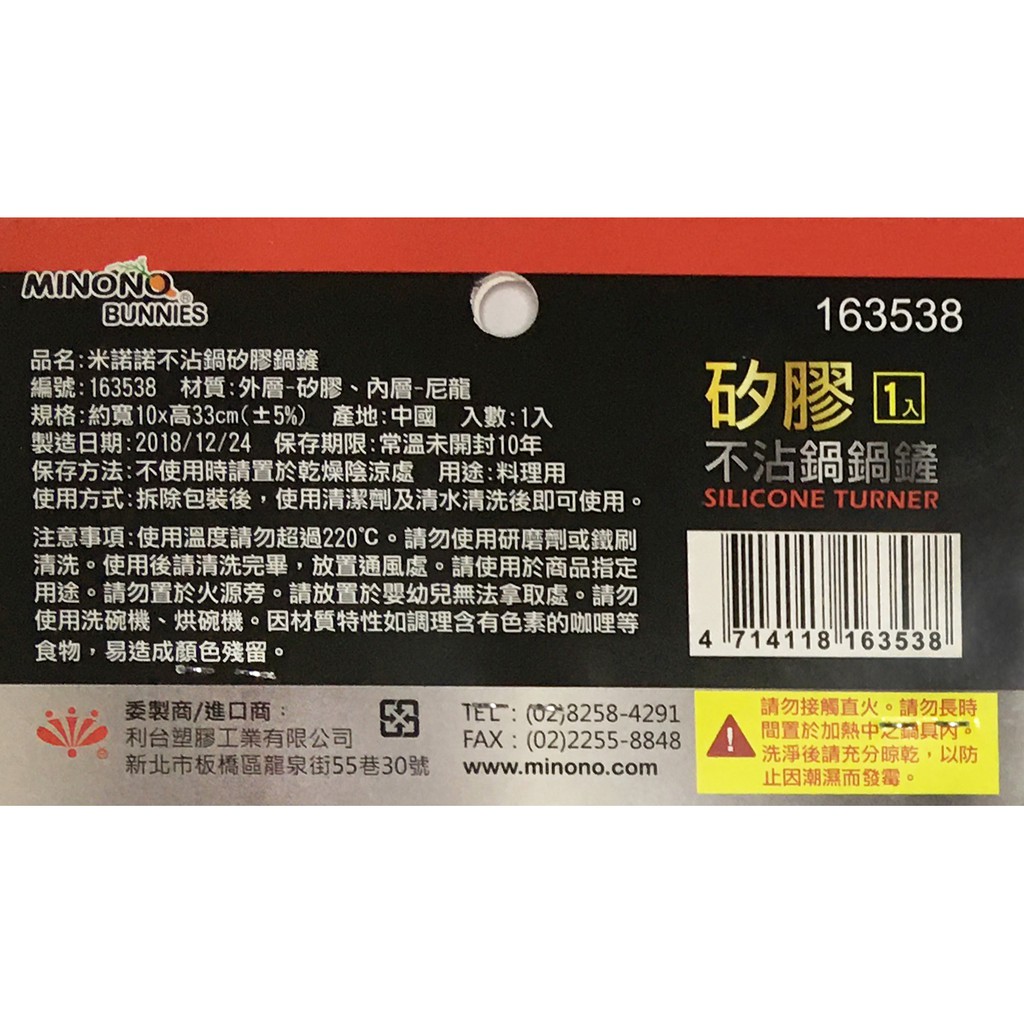 MINONO
BUNNIES
163538
品名:米諾諾不沾鍋矽膠鍋鏟
編號:163538 材質:外層-矽膠、內層-尼龍
規格:約寬10x高33cm(±5%) 產地:中國 入數:1入
製造日期:2018/12/24 保存期限:常溫未開封10年
保存方法:不使用時請置於乾燥陰涼處 用途:料理用
使用方式:拆除包裝後，使用清潔劑及清水清洗後即可使用。
注意事項:使用溫度請勿超過220℃。請勿使用研磨劑或鐵刷
清洗。使用後請清洗完畢，放置通風處。請使用於商品指定
用途。請勿置於火源旁。請放置於嬰幼兒無法拿取處。請勿
使用洗碗機、烘碗機。因材質特性如調理含有色素的咖哩等
食物，易造成顏色殘留。
矽膠 1入
不沾鍋鍋鏟
SILICONE TURNER
4 714118 163538
委製商/進口商：
利台塑膠工業有限公司
新北市板橋區龍泉街55巷30號
TEL：(02)8258-4291
FAX：(02)2255-8848
www.minono.com
請勿接觸直火。請勿長時
間置於加熱中之鍋具內。
洗淨後請充分晾乾，以防
止因潮濕而發霉。